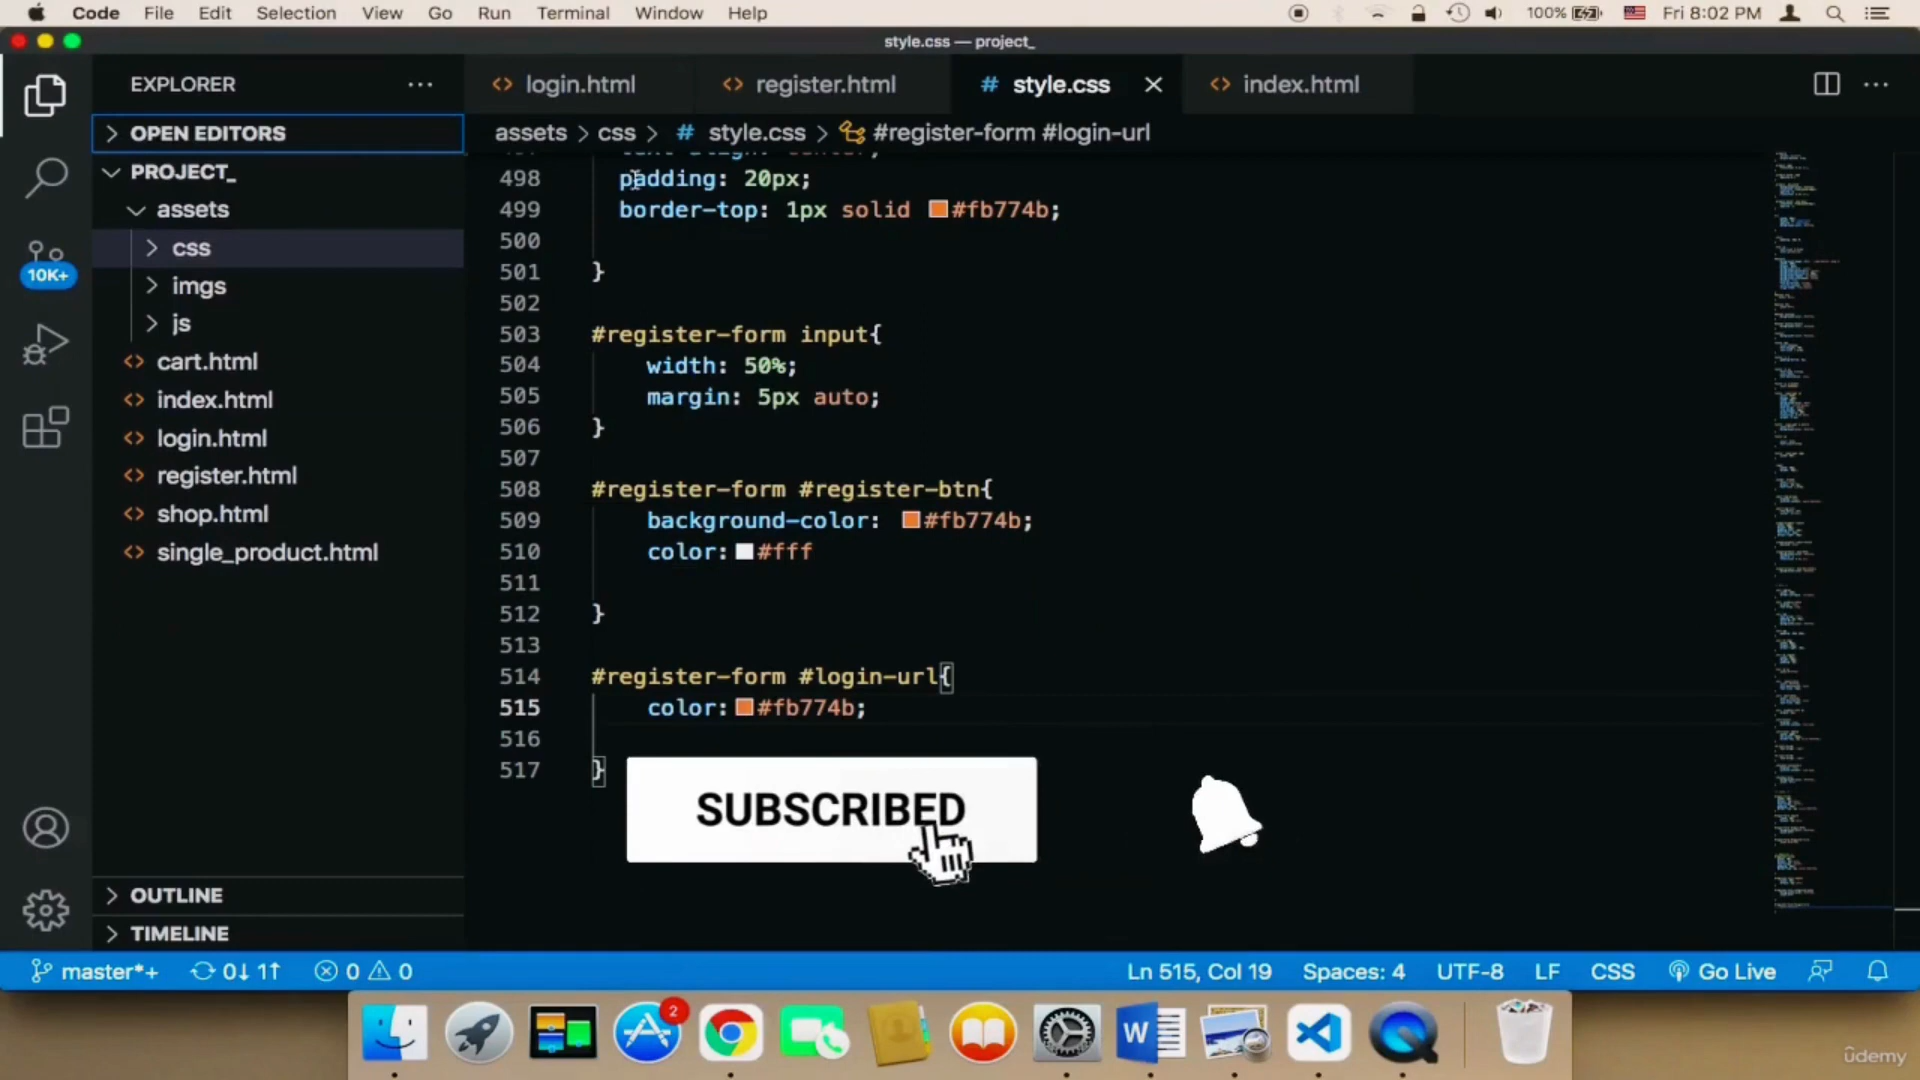 Code File Edit Selection View Go Run Terminal Window Help 100% Fri 8:02 PM
style.css — project_
EXPLORER
OPEN EDITORS
PROJECT_
assets
css
imgs
js
cart.html
index.html
login.html
register.html
shop.html
single_product.html
OUTLINE
TIMELINE
10K+
login.html register.html # style.css index.html
assets > css > # style.css > #register-form #login-url
498 padding: 20px;
499 border-top: 1px solid #fb774b;
500
501 }
502
503 #register-form input{
504 width: 50%;
505 margin: 5px auto;
506 }
507
508 #register-form #register-btn{
509 background-color: #fb774b;
510 color: #fff
511
512 }
513
514 #register-form #login-url{
515 color: #fb774b;
516
517 }
SUBSCRIBED
master*+ 0↓ 1↑ 0 0 Ln 515, Col 19 Spaces: 4 UTF-8 LF CSS Go Live
2
W
ûdemy